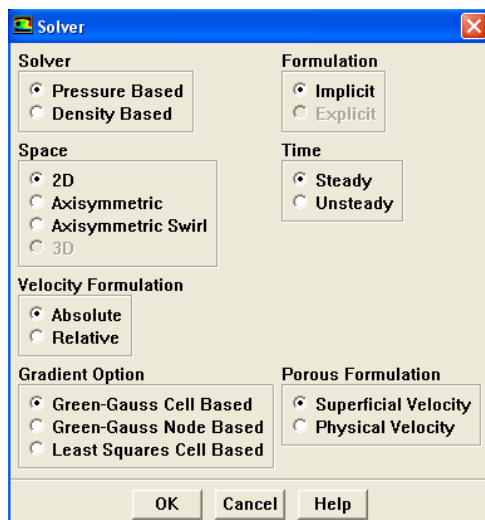 Solver
Solver
Pressure Based
Density Based
Formulation
Implicit
Explicit
Space
2D
Axisymmetric
Axisymmetric Swirl
3D
Time
Steady
Unsteady
Velocity Formulation
Absolute
Relative
Gradient Option
Green-Gauss Cell Based
Green-Gauss Node Based
Least Squares Cell Based
Porous Formulation
Superficial Velocity
Physical Velocity
OK Cancel Help